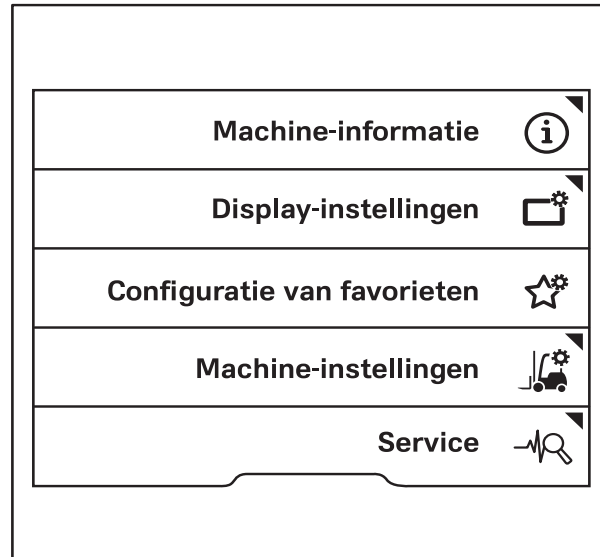 Machine-informatie
Display-instellingen
Configuratie van favorieten
Machine-instellingen
Service